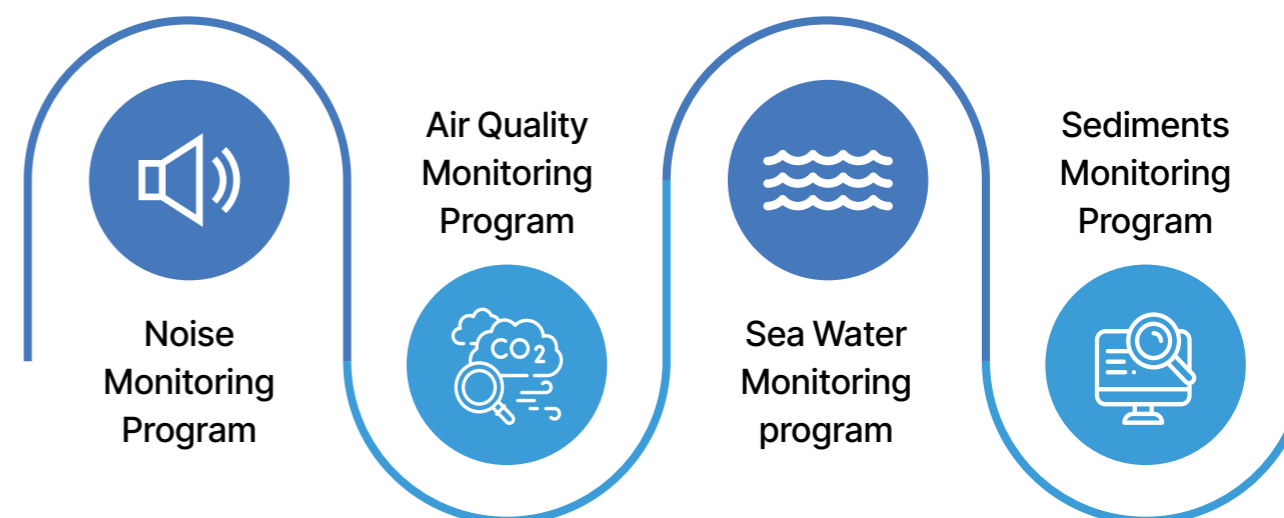 Noise
Monitoring
Program
Air Quality
Monitoring
Program
CO2
Sea Water
Monitoring
program
Sediments
Monitoring
Program